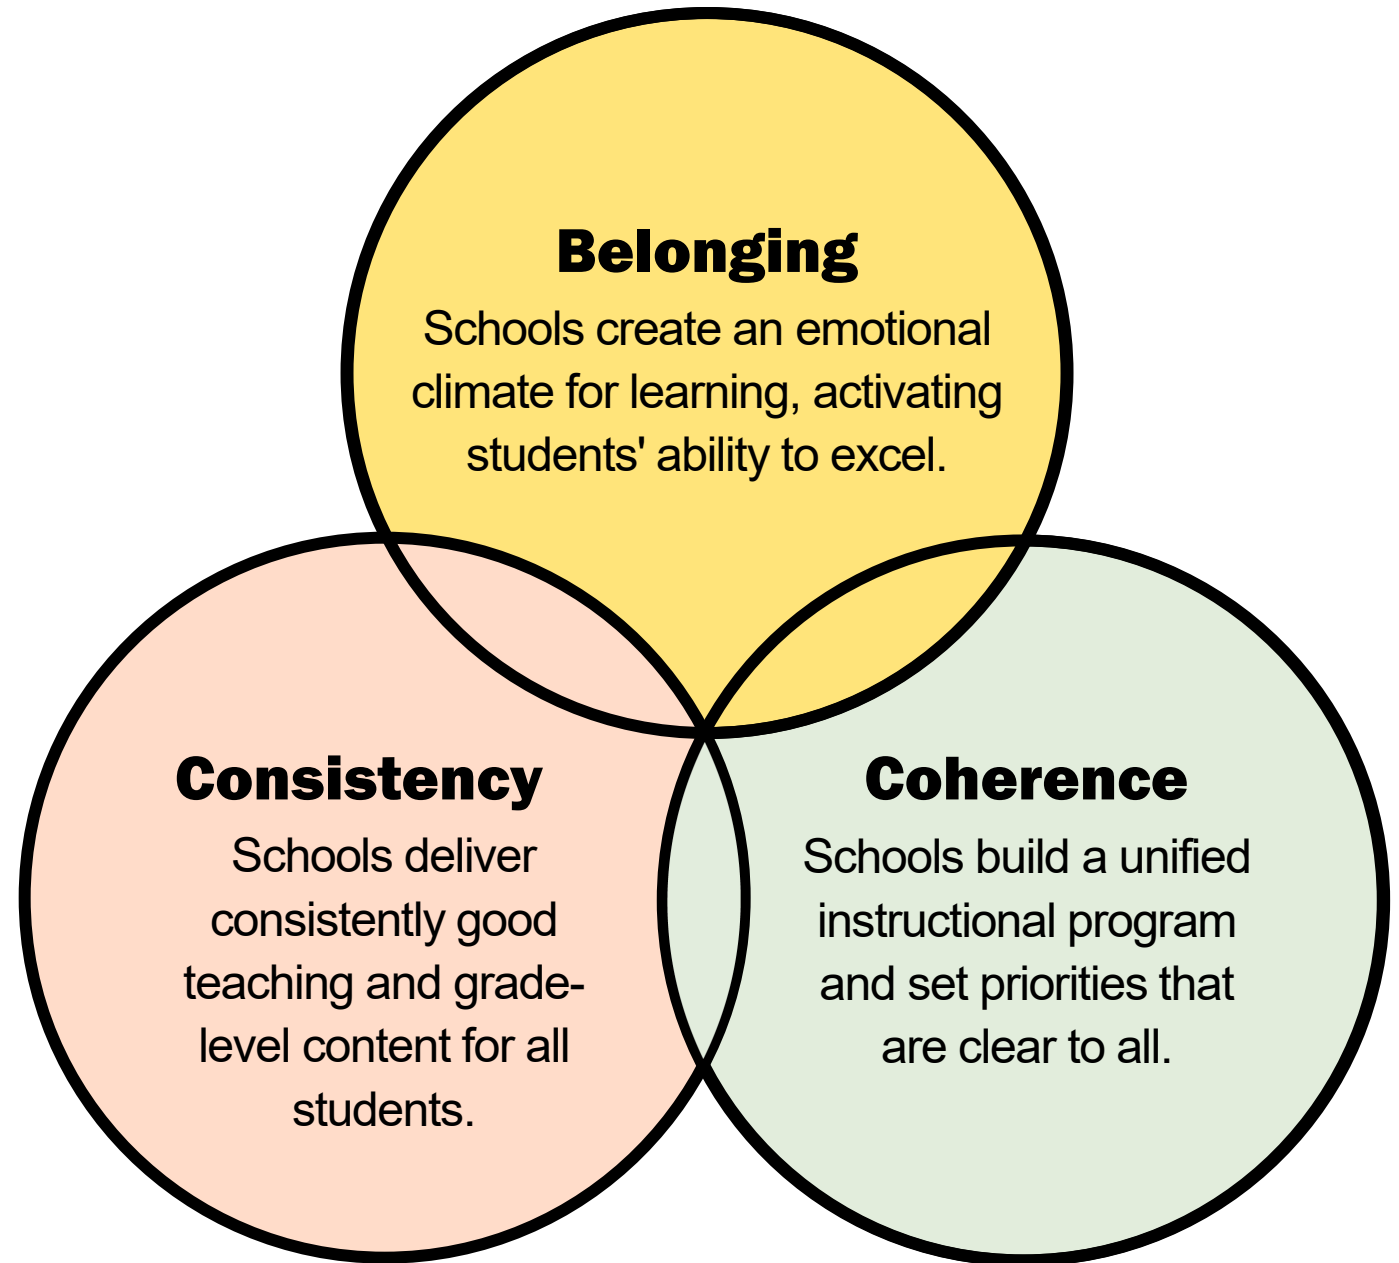 Belonging
Schools create an emotional
climate for learning, activating
students' ability to excel.
Consistency
Schools deliver
consistently good
teaching and grade-
level content for all
students.
Coherence
Schools build a unified
instructional program
and set priorities that
are clear to all.